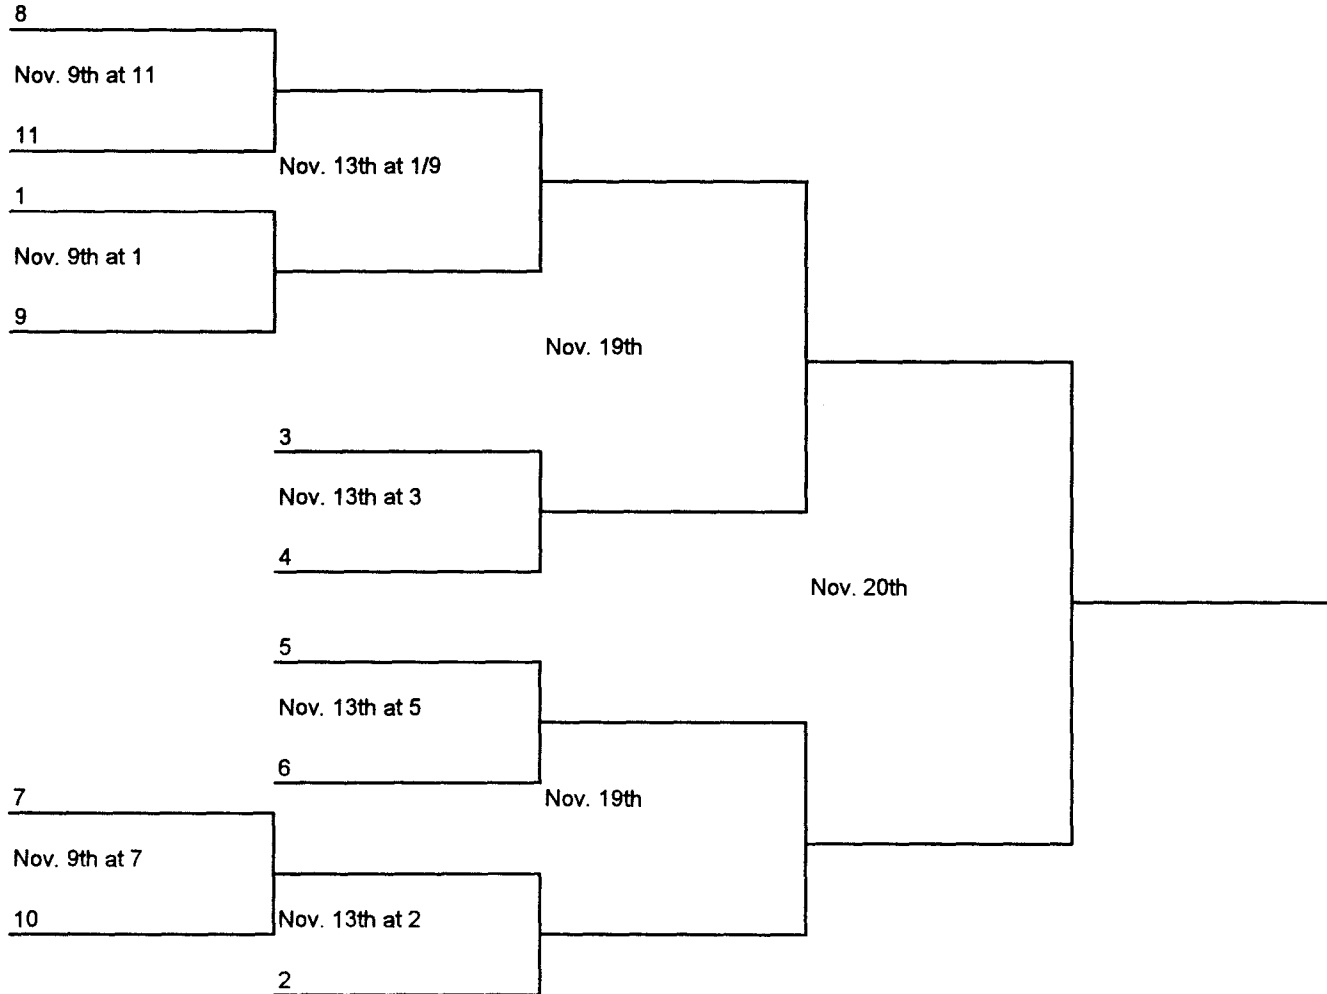 8
Nov. 9th at 11
11
Nov. 13th at 1/9
1
Nov. 9th at 1
9
Nov. 19th
3
Nov. 13th at 3
4
Nov. 20th
5
Nov. 13th at 5
6
Nov. 19th
7
Nov. 9th at 7
10
Nov. 13th at 2
2